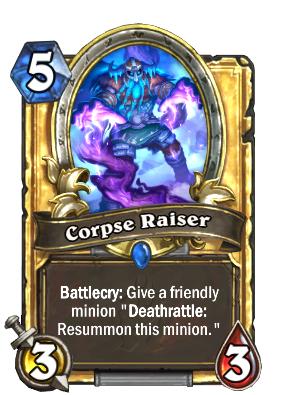 5
Corpse Raiser
Battlecry: Give a friendly
minion "Deathrattle:
Resummon this minion."
3
3